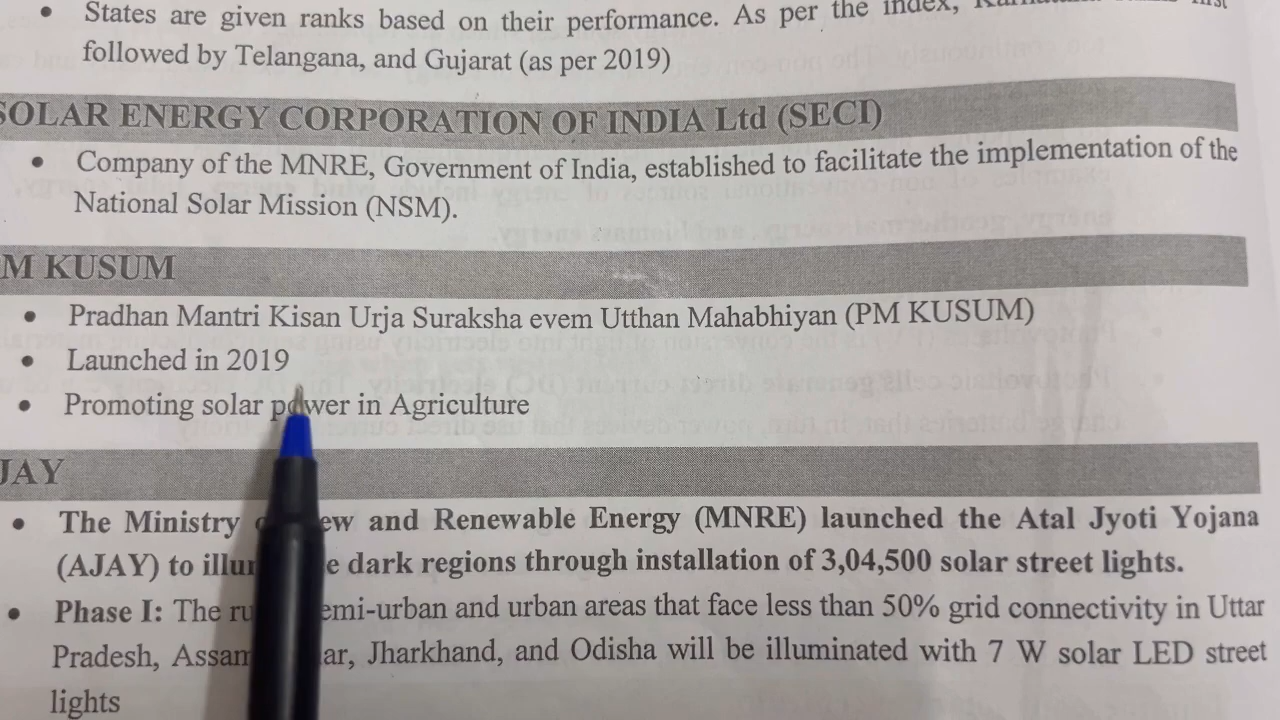 • States are given ranks based on their performance. As per the index,
followed by Telangana, and Gujarat (as per 2019)
SOLAR ENERGY CORPORATION OF INDIA Ltd (SECI)
• Company of the MNRE, Government of India, established to facilitate the implementation of the
National Solar Mission (NSM).
M KUSUM
• Pradhan Mantri Kisan Urja Suraksha evem Utthan Mahabhiyan (PM KUSUM)
• Launched in 2019
• Promoting solar power in Agriculture
JAY
• The Ministry New and Renewable Energy (MNRE) launched the Atal Jyoti Yojana
(AJAY) to dark regions through installation of 3,04,500 solar street lights.
• Phase I: The semi-urban and urban areas that face less than 50% grid connectivity in Uttar
Pradesh, Assam Jharkhand, and Odisha will be illuminated with 7 W solar LED street
lights